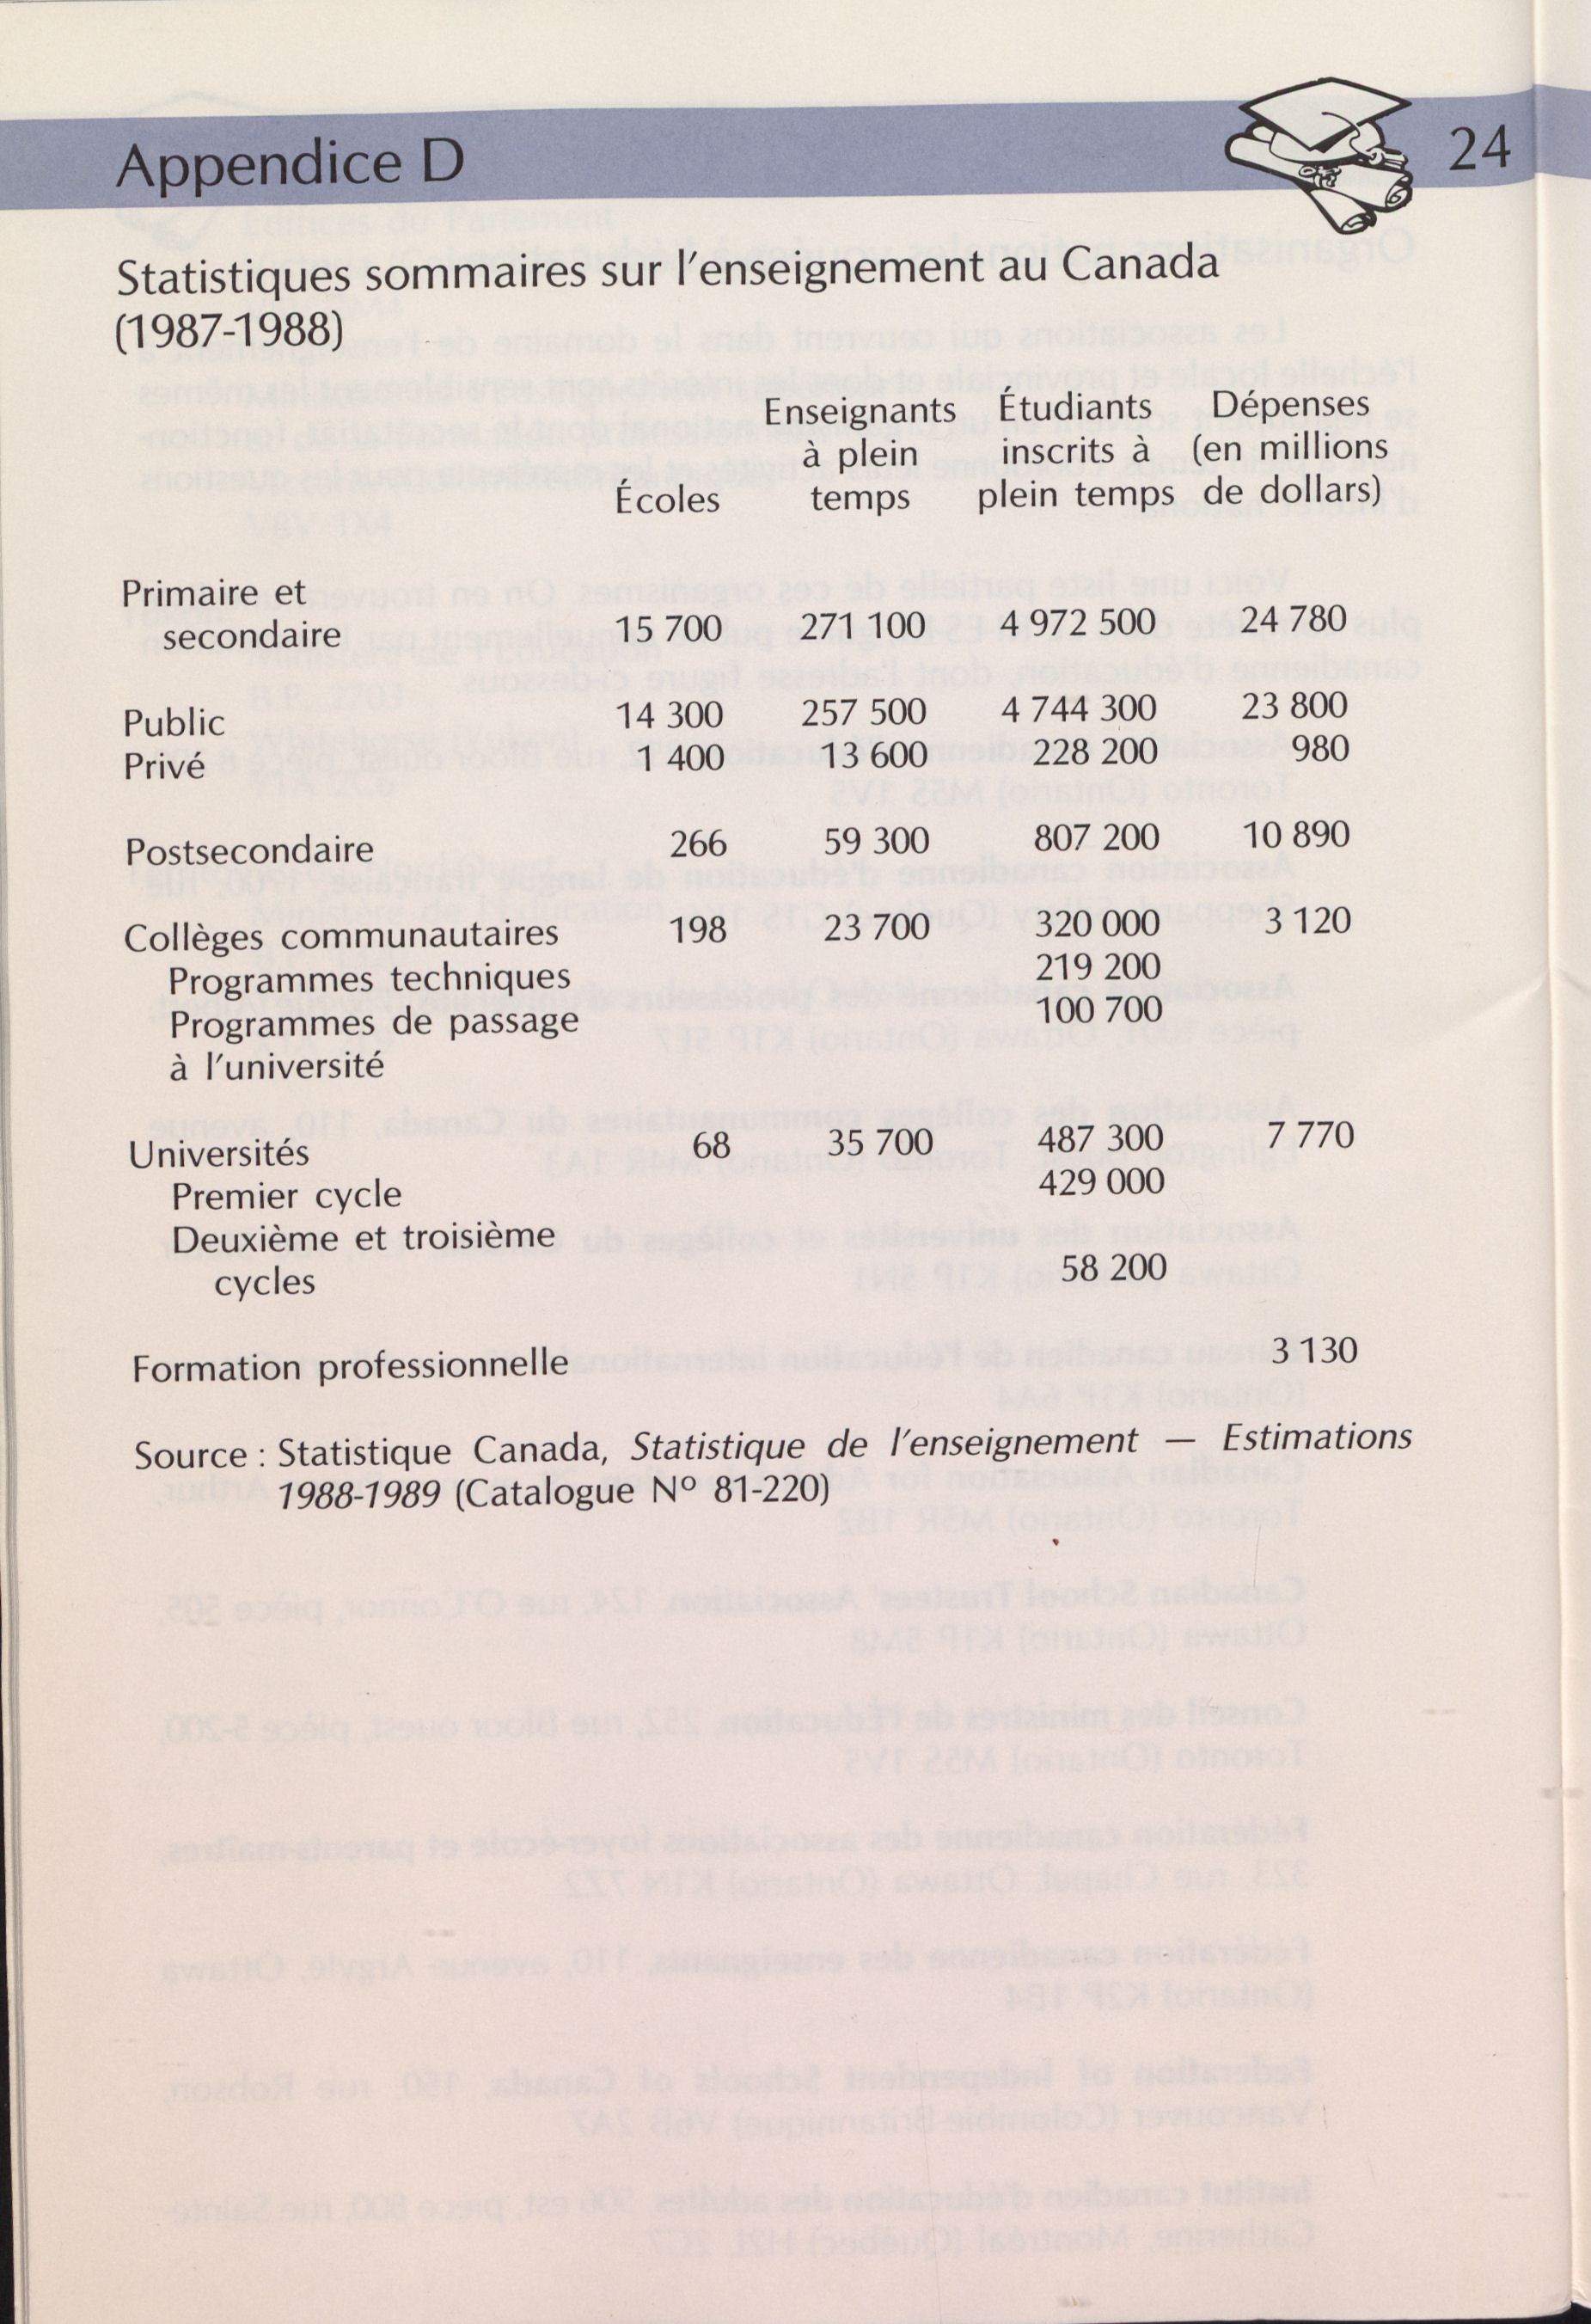 Appendice D
24
Statistiques sommaires sur l'enseignement au Canada
(1987-1988)
Enseignants Étudiants Dépenses
à plein inscrits à (en millions
Écoles temps plein temps de dollars)
Primaire et
secondaire 15 700 271 100 4 972 500 24 780
Public 14 300 257 500 4 744 300 23 800
Privé 1 400 13 600 228 200 980
Postsecondaire 266 59 300 807 200 10 890
Collèges communautaires 198 23 700 320 000 3 120
Programmes techniques 219 200
Programmes de passage 100 700
à l'université
Universités 68 35 700 487 300 7 770
Premier cycle 429 000
Deuxième et troisième
cycles 58 200
Formation professionnelle 3 130
Source : Statistique Canada, Statistique de l'enseignement — Estimations
1988-1989 (Catalogue Nº 81-220)